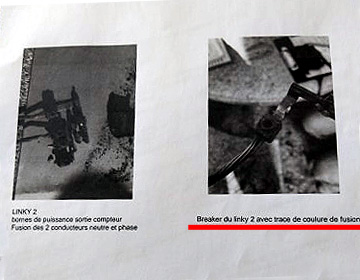 LINKY 2
bornes de puissance sortie compteur
Fusion des 2 conducteurs neutre et phase
Breaker du linky 2 avec trace de coulure de fusion